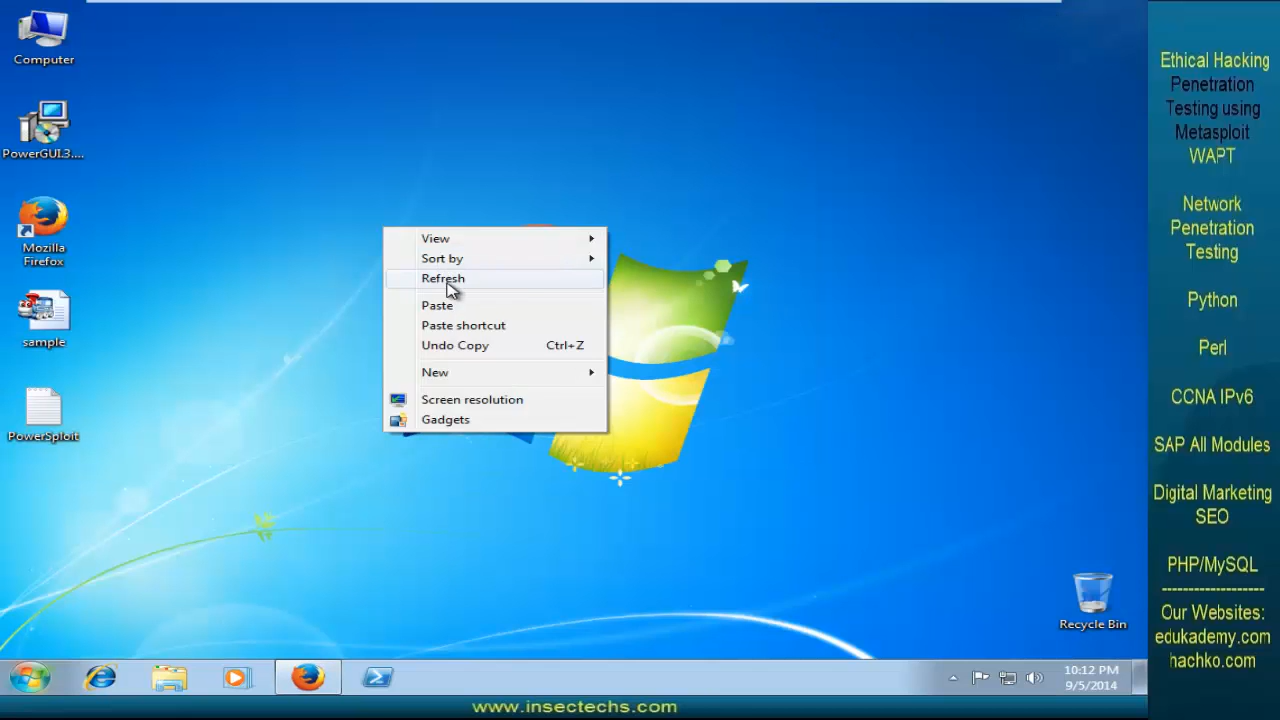 Computer
PowerGUI.3....
Mozilla
Firefox
sample
PowerSploit
View
Sort by
Refresh
Paste
Paste shortcut
Undo Copy Ctrl+Z
New
Screen resolution
Gadgets
Recycle Bin
10:12 PM
9/5/2014
Ethical Hacking
Penetration
Testing using
Metasploit
WAPT
Network
Penetration
Testing
Python
Perl
CCNA IPv6
SAP All Modules
Digital Marketing
SEO
PHP/MySQL
-------------------
Our Websites:
edukademy.com
hachko.com
www.insectechs.com